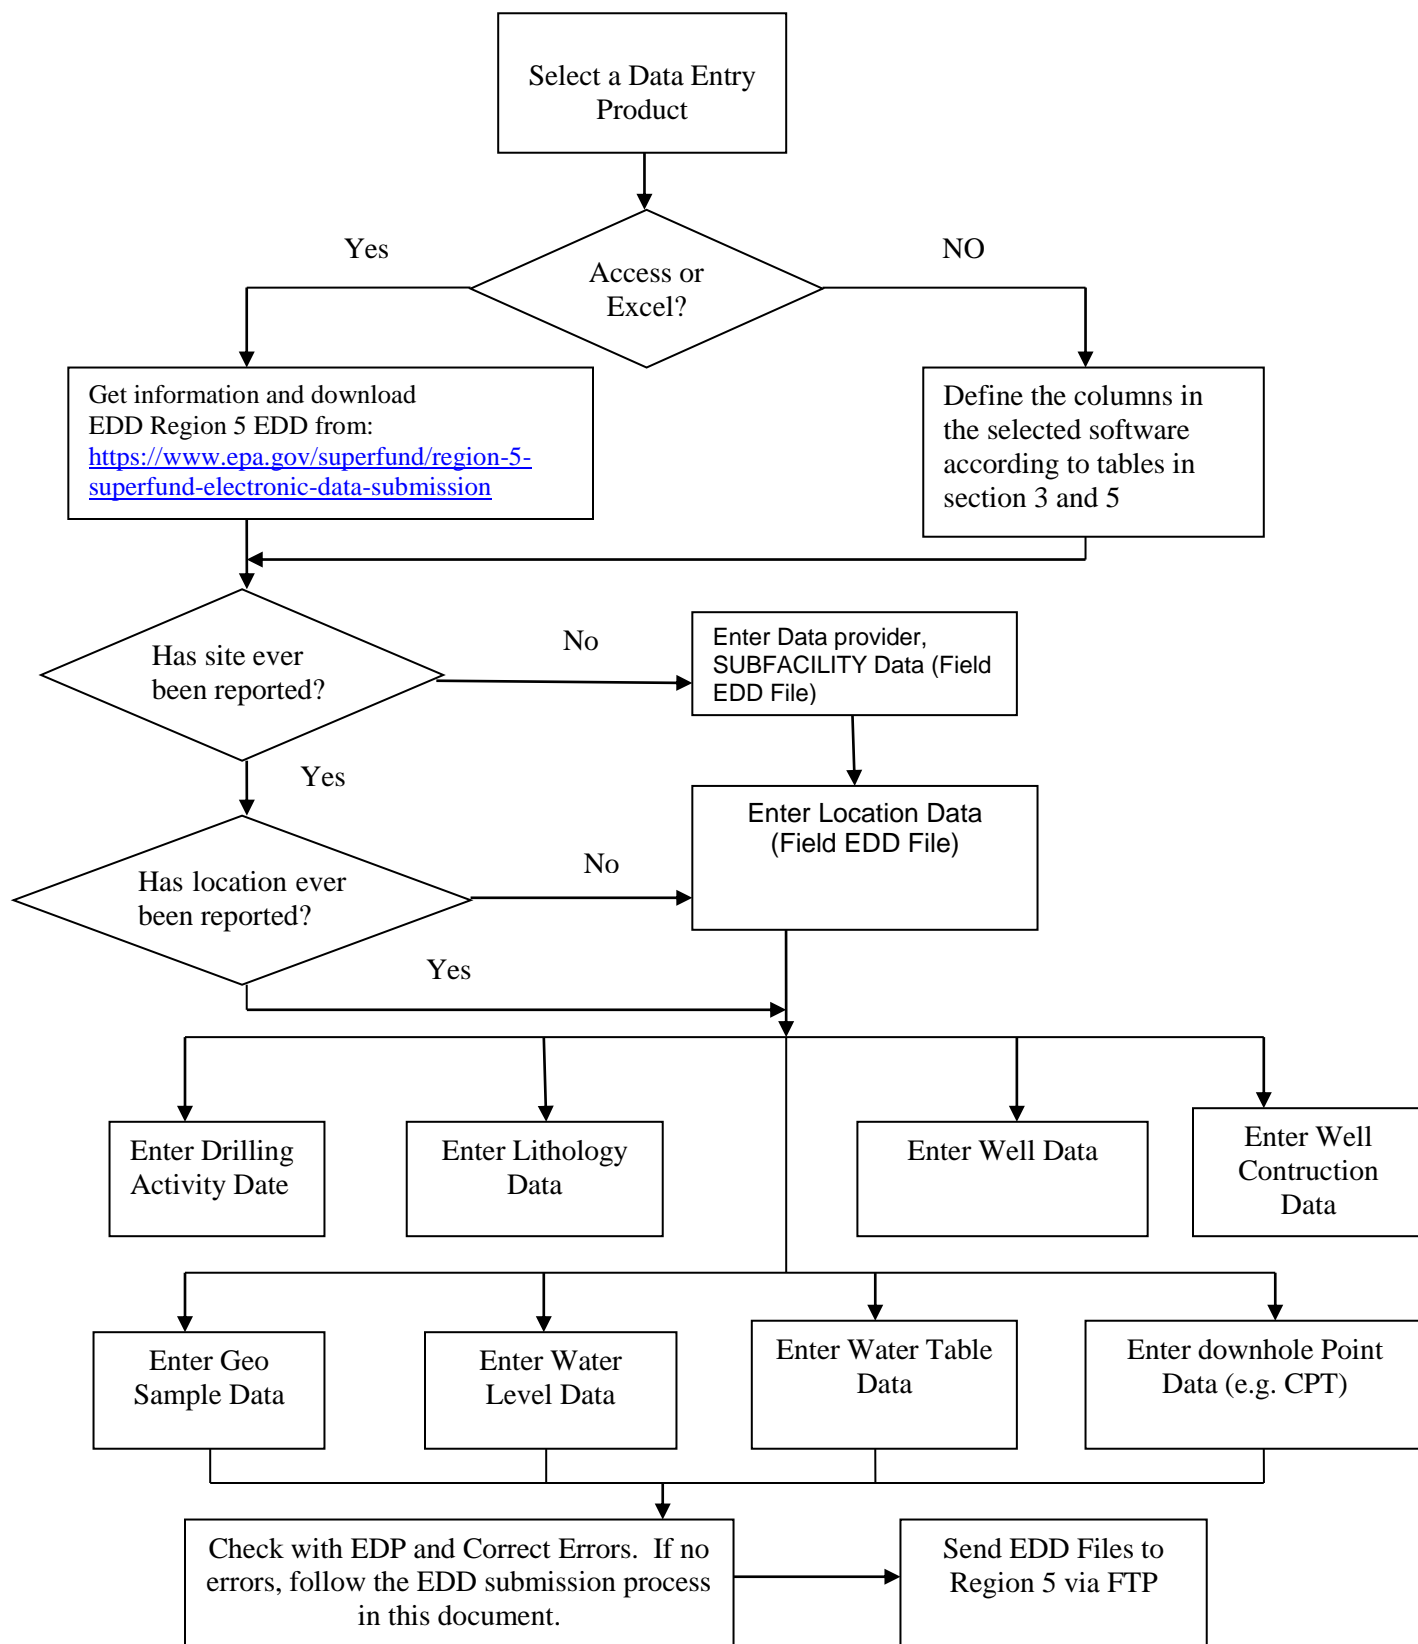 Select a Data Entry
Product
Yes
NO
Access or
Excel?
Get information and download
EDD Region 5 EDD from:
https://www.epa.gov/superfund/region-5-
superfund-electronic-data-submission
Define the columns in
the selected software
according to tables in
section 3 and 5
Has site ever
been reported?
No
Enter Data provider,
SUBFACILITY Data (Field
EDD File)
Yes
Enter Location Data
(Field EDD File)
Has location ever
been reported?
No
Yes
Enter Drilling
Activity Date
Enter Lithology
Data
Enter Well Data
Enter Well
Contruction
Data
Enter Geo
Sample Data
Enter Water
Level Data
Enter Water Table
Data
Enter downhole Point
Data (e.g. CPT)
Check with EDP and Correct Errors.  If no
errors, follow the EDD submission process
in this document.
Send EDD Files to
Region 5 via FTP